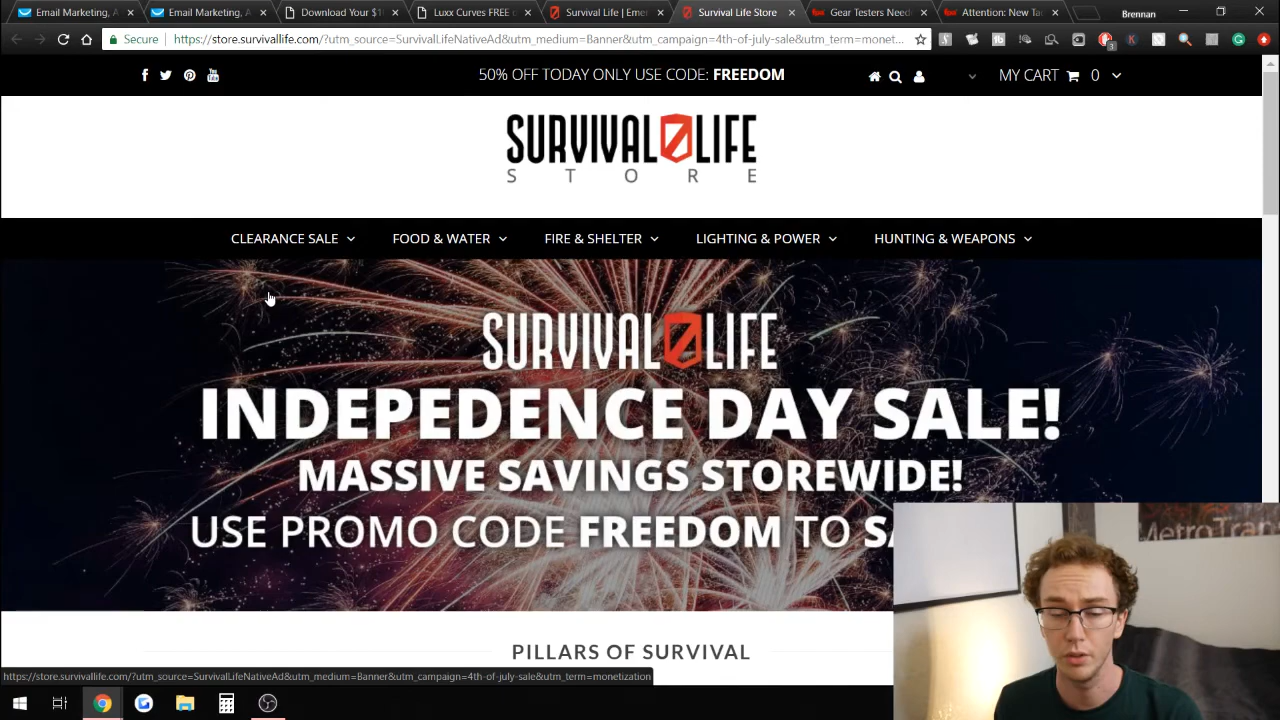 Email Marketing, A
Email Marketing, A
Download Your $1
Luxx Curves FREE
Survival Life | Emer
Survival Life Store
Gear Testers Need
Attention: New Ta
Brennan
Secure
https://store.survivallife.com/?utm_source=SurvivalLifeNativeAd&utm_medium=Banner&utm_campaign=4th-of-july-sale&utm_term=monet...
50% OFF TODAY ONLY USE CODE: FREEDOM
MY CART 0
SURVIVAL LIFE
STORE
CLEARANCE SALE
FOOD & WATER
FIRE & SHELTER
LIGHTING & POWER
HUNTING & WEAPONS
SURVIVAL LIFE
INDEPEDENCE DAY SALE!
MASSIVE SAVINGS STOREWIDE!
USE PROMO CODE FREEDOM TO
MetroTran
PILLARS OF SURVIVAL
https://store.survivallife.com/?utm_source=SurvivalLifeNativeAd&utm_medium=Banner&utm_campaign=4th-of-july-sale&utm_term=monetization